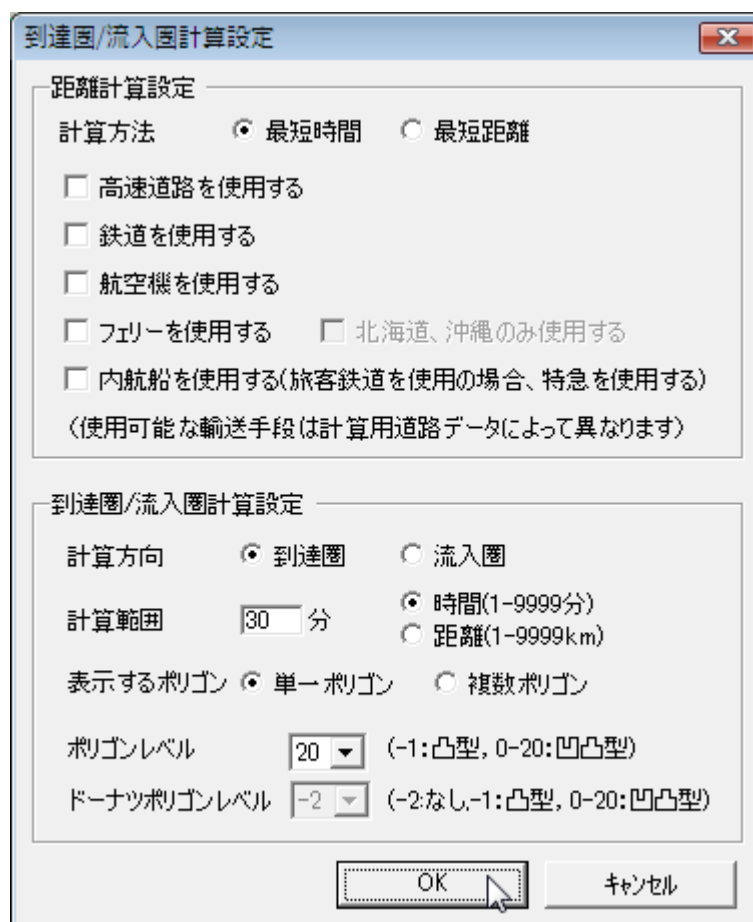 到達圏/流入圏計算設定
距離計算設定
計算方法 最短時間 最短距離
高速道路を使用する
鉄道を使用する
航空機を使用する
フェリーを使用する 北海道、沖縄のみ使用する
内航船を使用する(旅客鉄道を使用の場合、特急を使用する)
(使用可能な輸送手段は計算用道路データによって異なります)
到達圏/流入圏計算設定
計算方向 到達圏 流入圏
計算範囲 30 分 時間(1-9999分)
距離(1-9999km)
表示するポリゴン 単一ポリゴン 複数ポリゴン
ポリゴンレベル 20 (-1:凸型, 0-20:凹凸型)
ドーナツポリゴンレベル -2 (-2:なし,-1:凸型, 0-20:凹凸型)
OK キャンセル